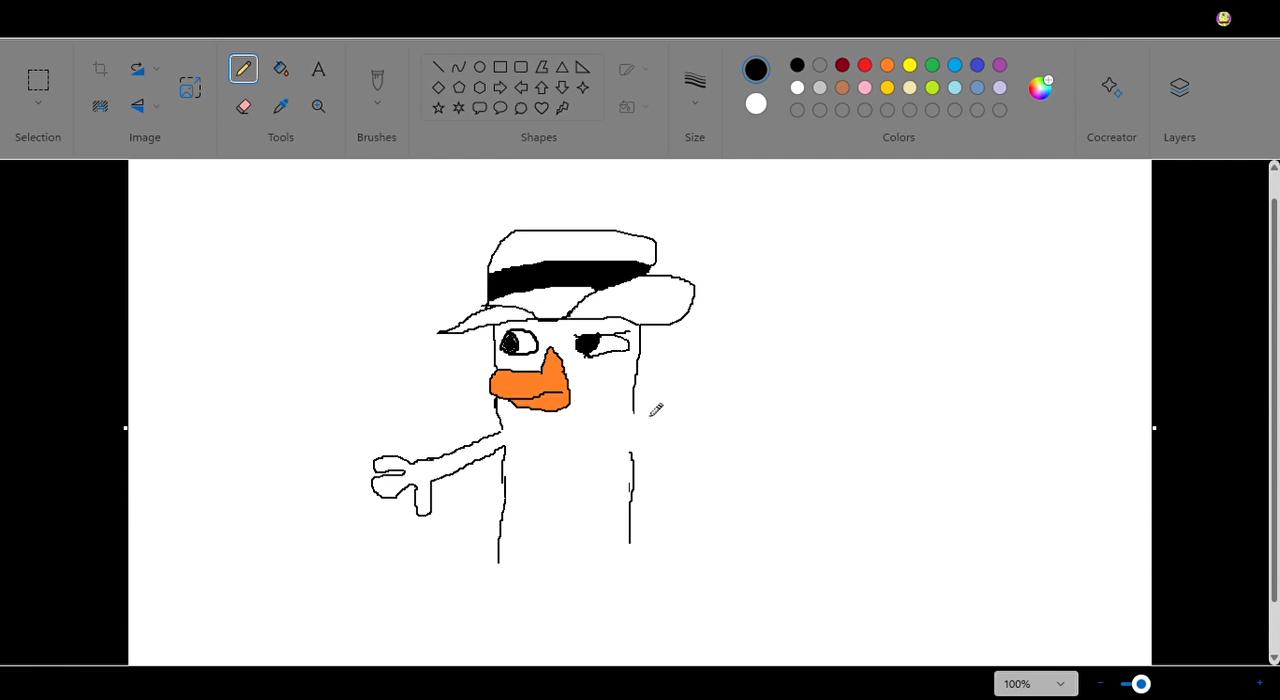 Selection
Image
Tools
Brushes
Shapes
Size
Colors
Cocreator
Layers
100%